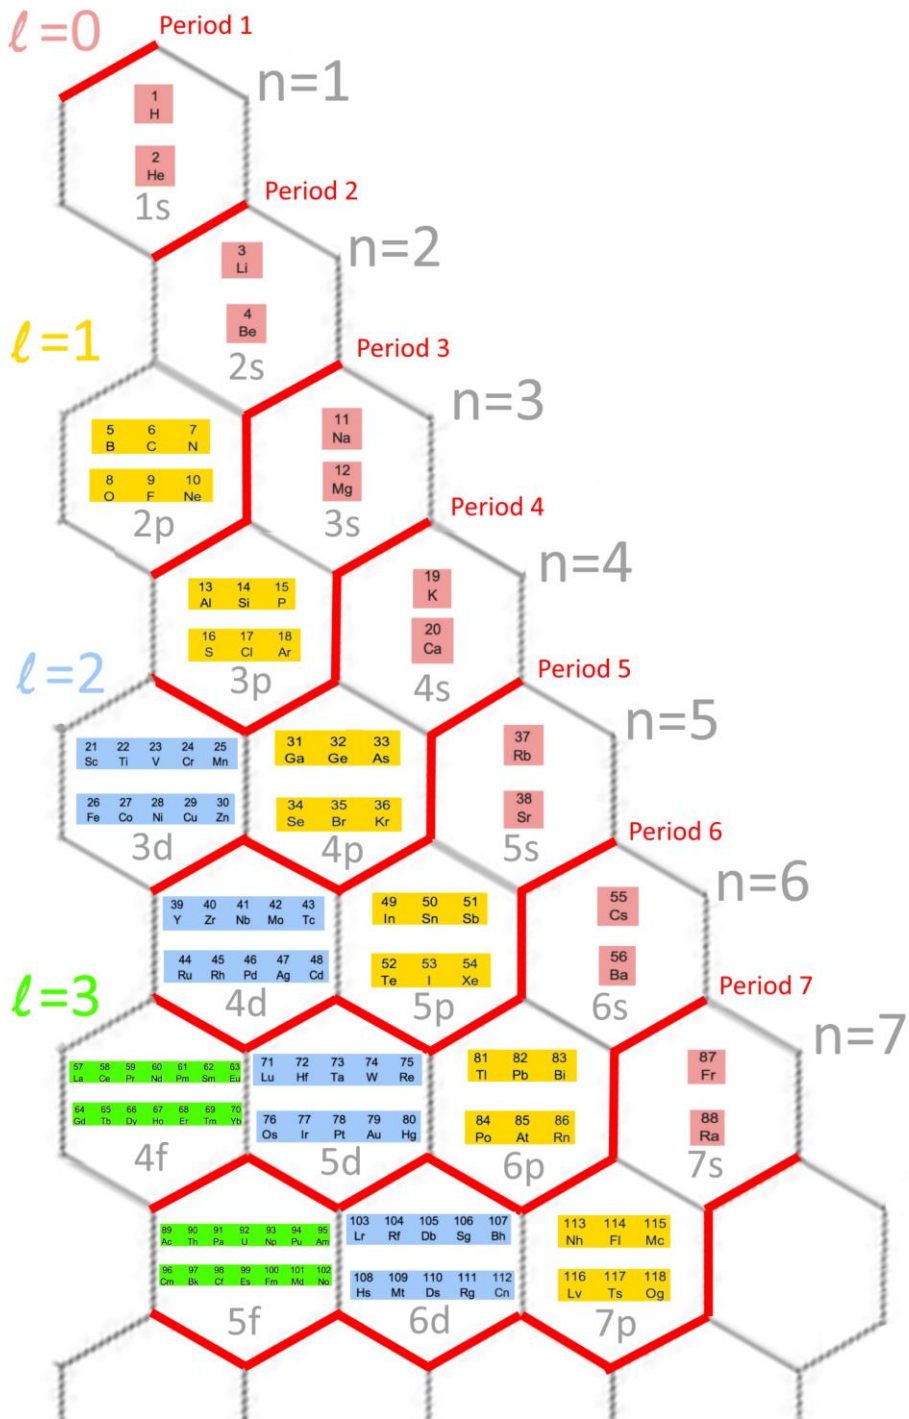 ℓ=0
Period 1
n=1
1
H
2
He
1s
Period 2
n=2
3
Li
4
Be
2s
ℓ=1
Period 3
n=3
5 6 7
B C N
8 9 10
O F Ne
2p
11
Na
12
Mg
3s
Period 4
n=4
13 14 15
Al Si P
16 17 18
S Cl Ar
3p
19
K
20
Ca
4s
ℓ=2
Period 5
n=5
21 22 23 24 25
Sc Ti V Cr Mn
26 27 28 29 30
Fe Co Ni Cu Zn
3d
31 32 33
Ga Ge As
34 35 36
Se Br Kr
4p
37
Rb
38
Sr
5s
Period 6
n=6
39 40 41 42 43
Y Zr Nb Mo Tc
44 45 46 47 48
Ru Rh Pd Ag Cd
4d
49 50 51
In Sn Sb
52 53 54
Te I Xe
5p
55
Cs
56
Ba
6s
ℓ=3
Period 7
n=7
57 58 59 60 61 62 63
La Ce Pr Nd Pm Sm Eu
64 65 66 67 68 69 70
Gd Tb Dy Ho Er Tm Yb
4f
71 72 73 74 75
Lu Hf Ta W Re
76 77 78 79 80
Os Ir Pt Au Hg
5d
81 82 83
Tl Pb Bi
84 85 86
Po At Rn
6p
87
Fr
88
Ra
7s
89 90 91 92 93 94 95
Ac Th Pa U Np Pu Am
96 97 98 99 100 101 102
Cm Bk Cf Es Fm Md No
5f
103 104 105 106 107
Lr Rf Db Sg Bh
108 109 110 111 112
Hs Mt Ds Rg Cn
6d
113 114 115
Nh Fl Mc
116 117 118
Lv Ts Og
7p